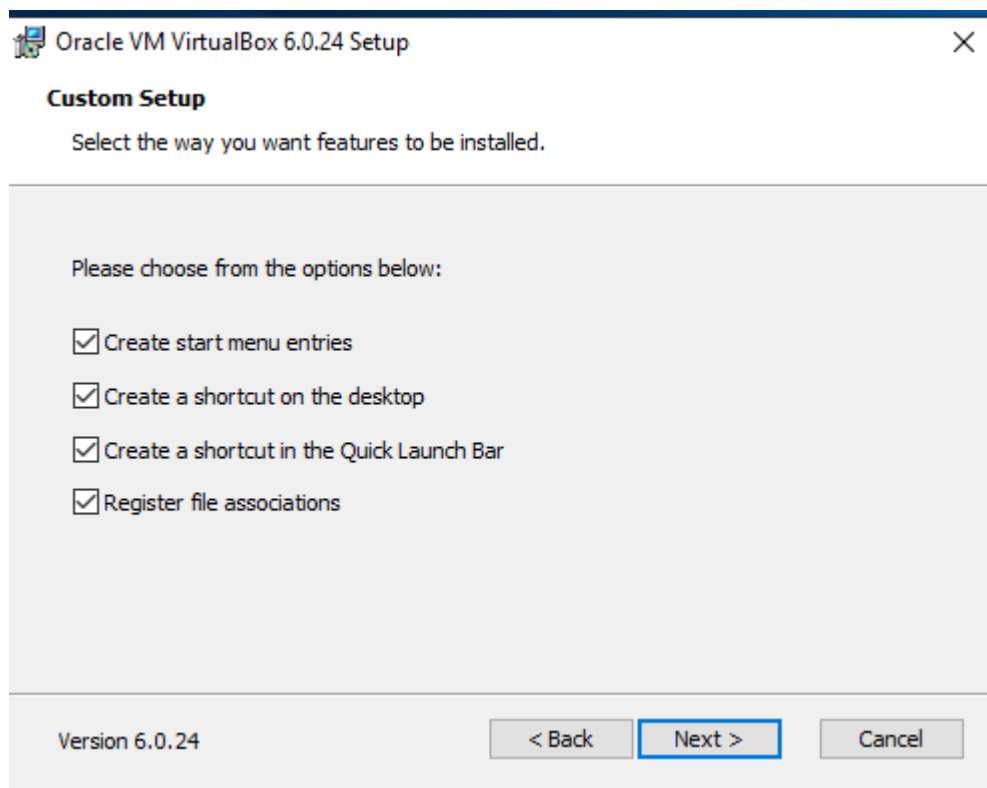 Oracle VM VirtualBox 6.0.24 Setup
Custom Setup
Select the way you want features to be installed.
Please choose from the options below:
Create start menu entries
Create a shortcut on the desktop
Create a shortcut in the Quick Launch Bar
Register file associations
Version 6.0.24
< Back
Next >
Cancel